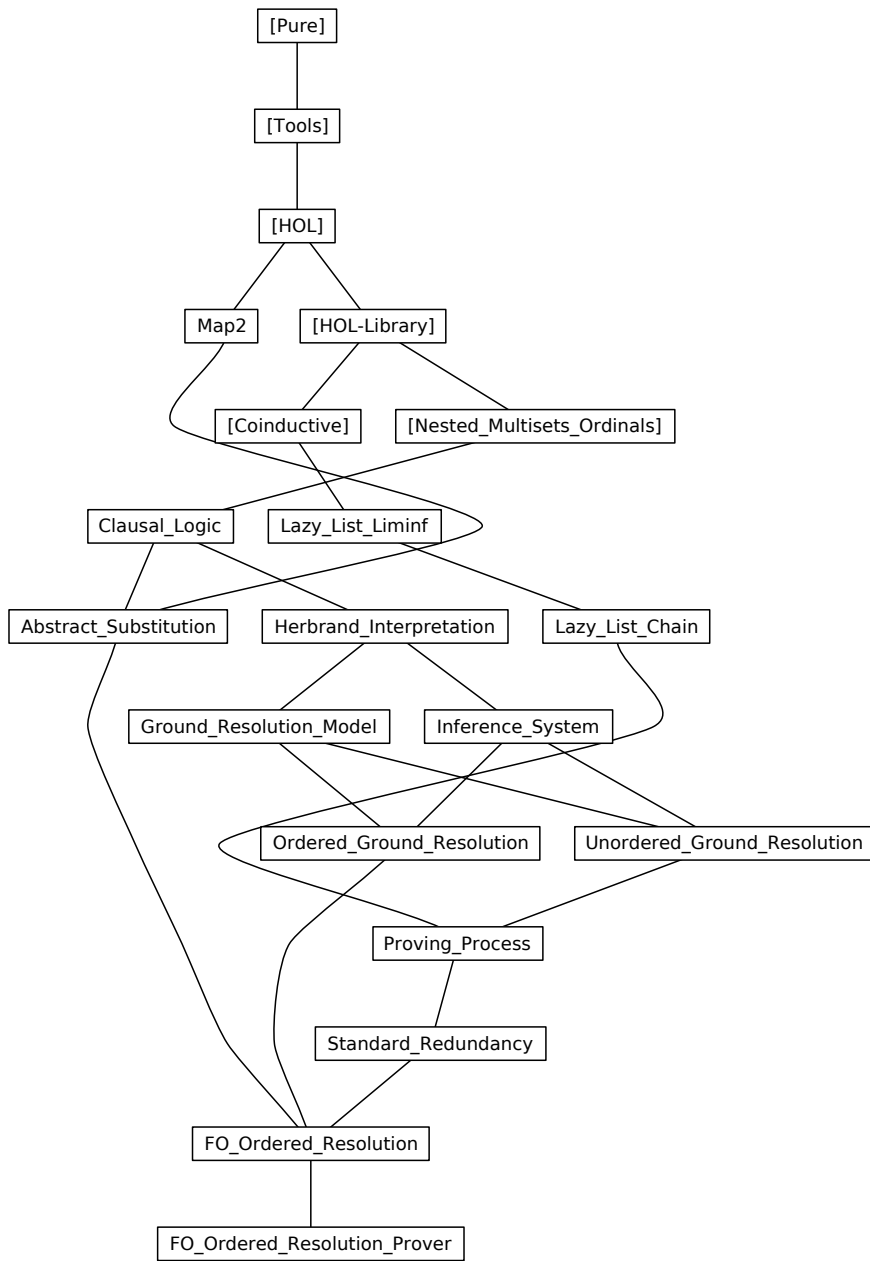 [Pure]
[Tools]
[HOL]
Map2
[HOL-Library]
[Coinductive]
[Nested_Multisets_Ordinals]
Clausal_Logic
Lazy_List_Liminf
Abstract_Substitution
Herbrand_Interpretation
Lazy_List_Chain
Ground_Resolution_Model
Inference_System
Ordered_Ground_Resolution
Unordered_Ground_Resolution
Proving_Process
Standard_Redundancy
FO_Ordered_Resolution
FO_Ordered_Resolution_Prover